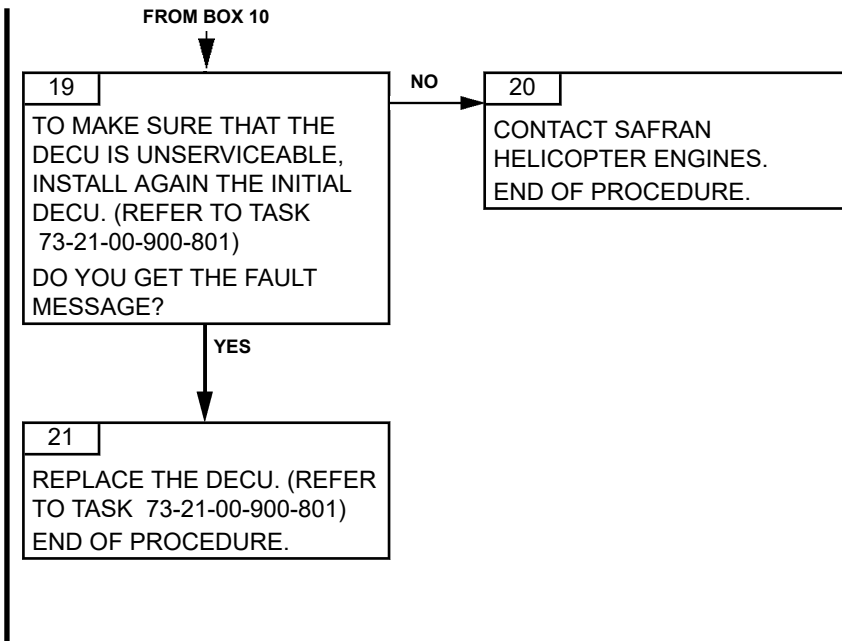 FROM BOX 10
19
TO MAKE SURE THAT THE
DECU IS UNSERVICEABLE,
INSTALL AGAIN THE INITIAL
DECU. (REFER TO TASK
73-21-00-900-801)
DO YOU GET THE FAULT
MESSAGE?
NO
20
CONTACT SAFRAN
HELICOPTER ENGINES.
END OF PROCEDURE.
YES
21
REPLACE THE DECU. (REFER
TO TASK 73-21-00-900-801)
END OF PROCEDURE.